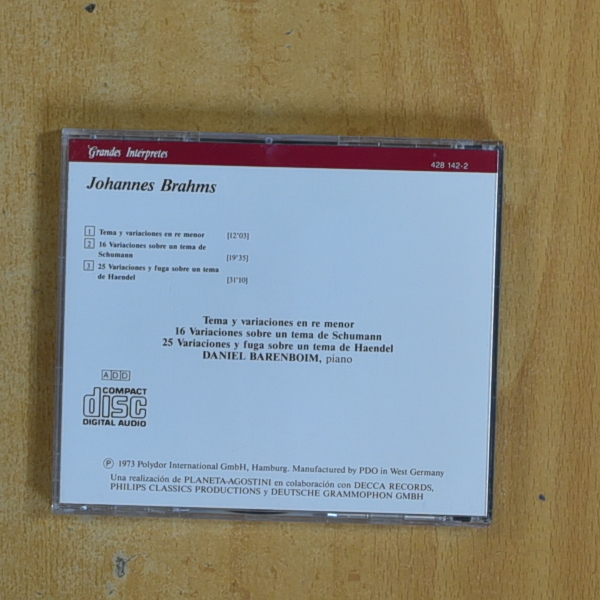 Grandes Intérpretes
428 142-2
Johannes Brahms
1 Tema y variaciones en re menor [12'03]
2 16 Variaciones sobre un tema de
Schumann [19'35]
3 25 Variaciones y fuga sobre un tema
de Haendel [31'10]
Tema y variaciones en re menor
16 Variaciones sobre un tema de Schumann
25 Variaciones y fuga sobre un tema de Haendel
DANIEL BARENBOIM, piano
ADD
COMPACT
disc
DIGITAL AUDIO
Ⓟ 1973 Polydor International GmbH, Hamburg. Manufactured by PDO in West Germany
Una realización de PLANETA-AGOSTINI en colaboración con DECCA RECORDS,
PHILIPS CLASSICS PRODUCTIONS y DEUTSCHE GRAMMOPHON GMBH